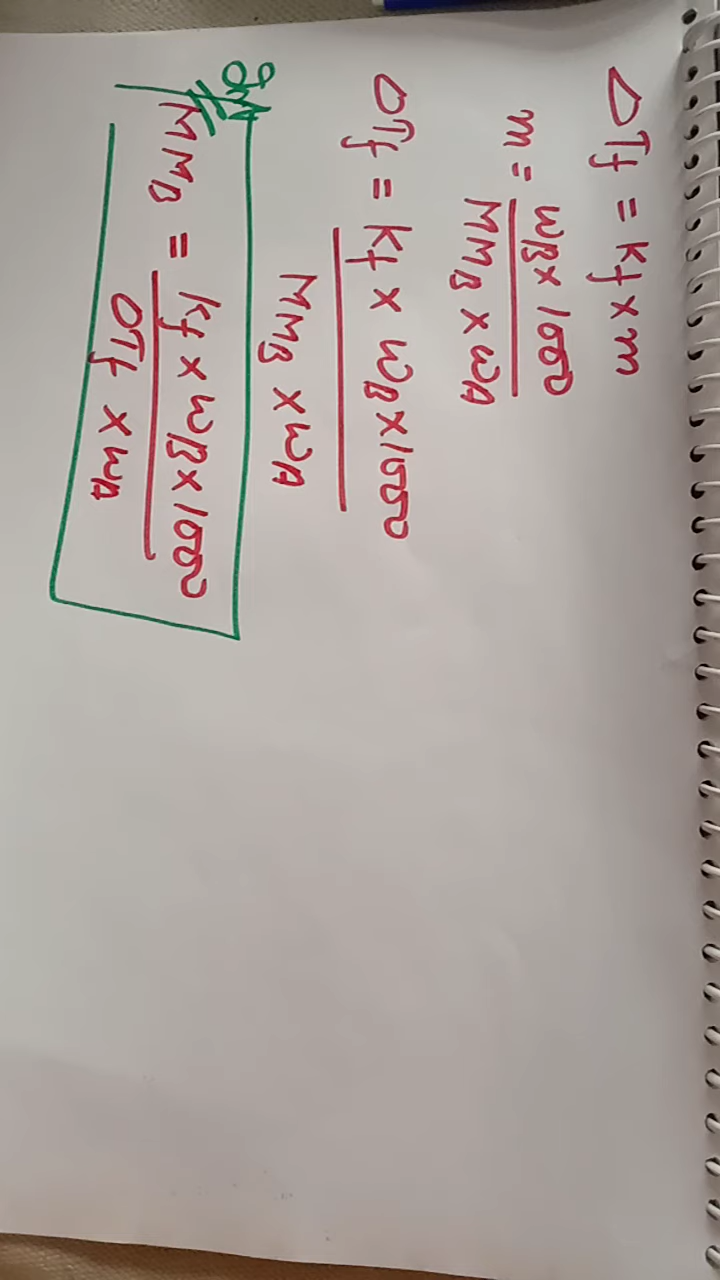 ΔTf = Kf × m
m = WB × 1000
MMB × WA
ΔTf = Kf × WB × 1000
MMB × WA
MMB = Kf × WB × 1000
ΔTf × WA